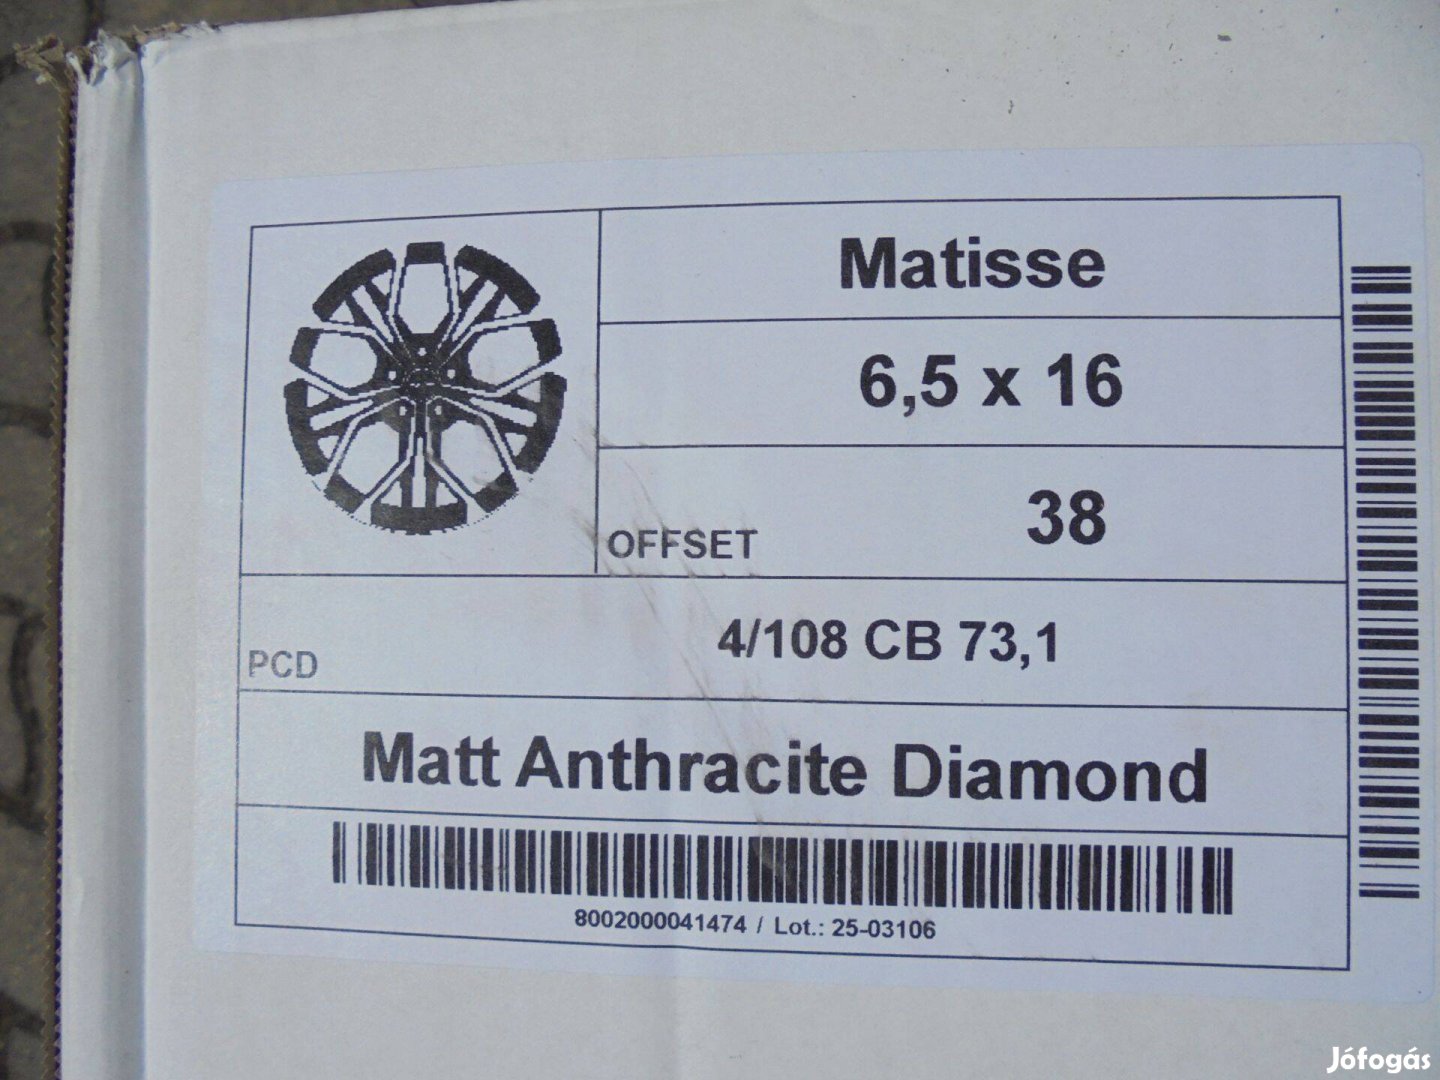 Matisse
6,5 x 16
OFFSET 38
PCD 4/108 CB 73,1
Matt Anthracite Diamond
8002000041474 / Lot.: 25-03106
Jófogás